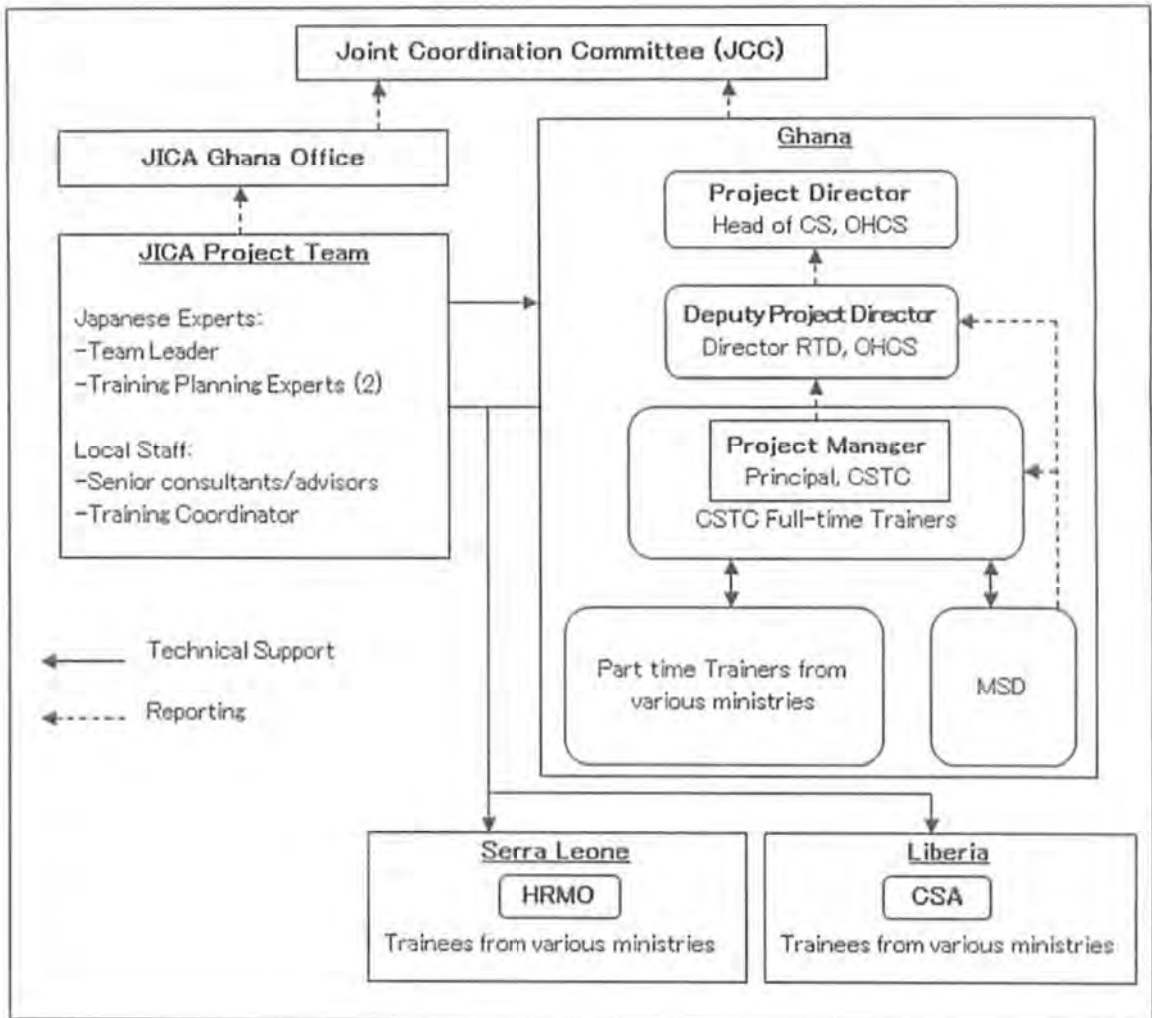 Joint Coordination Committee (JCC)
JICA Ghana Office
JICA Project Team
Japanese Experts:
-Team Leader
-Training Planning Experts (2)
Local Staff:
-Senior consultants/advisors
-Training Coordinator
Technical Support
Reporting
Ghana
Project Director
Head of CS, OHCS
Deputy Project Director
Director RTD, OHCS
Project Manager
Principal, CSTC
CSTC Full-time Trainers
Part time Trainers from
various ministries
MSD
Serra Leone
HRMO
Trainees from various ministries
Liberia
CSA
Trainees from various ministries